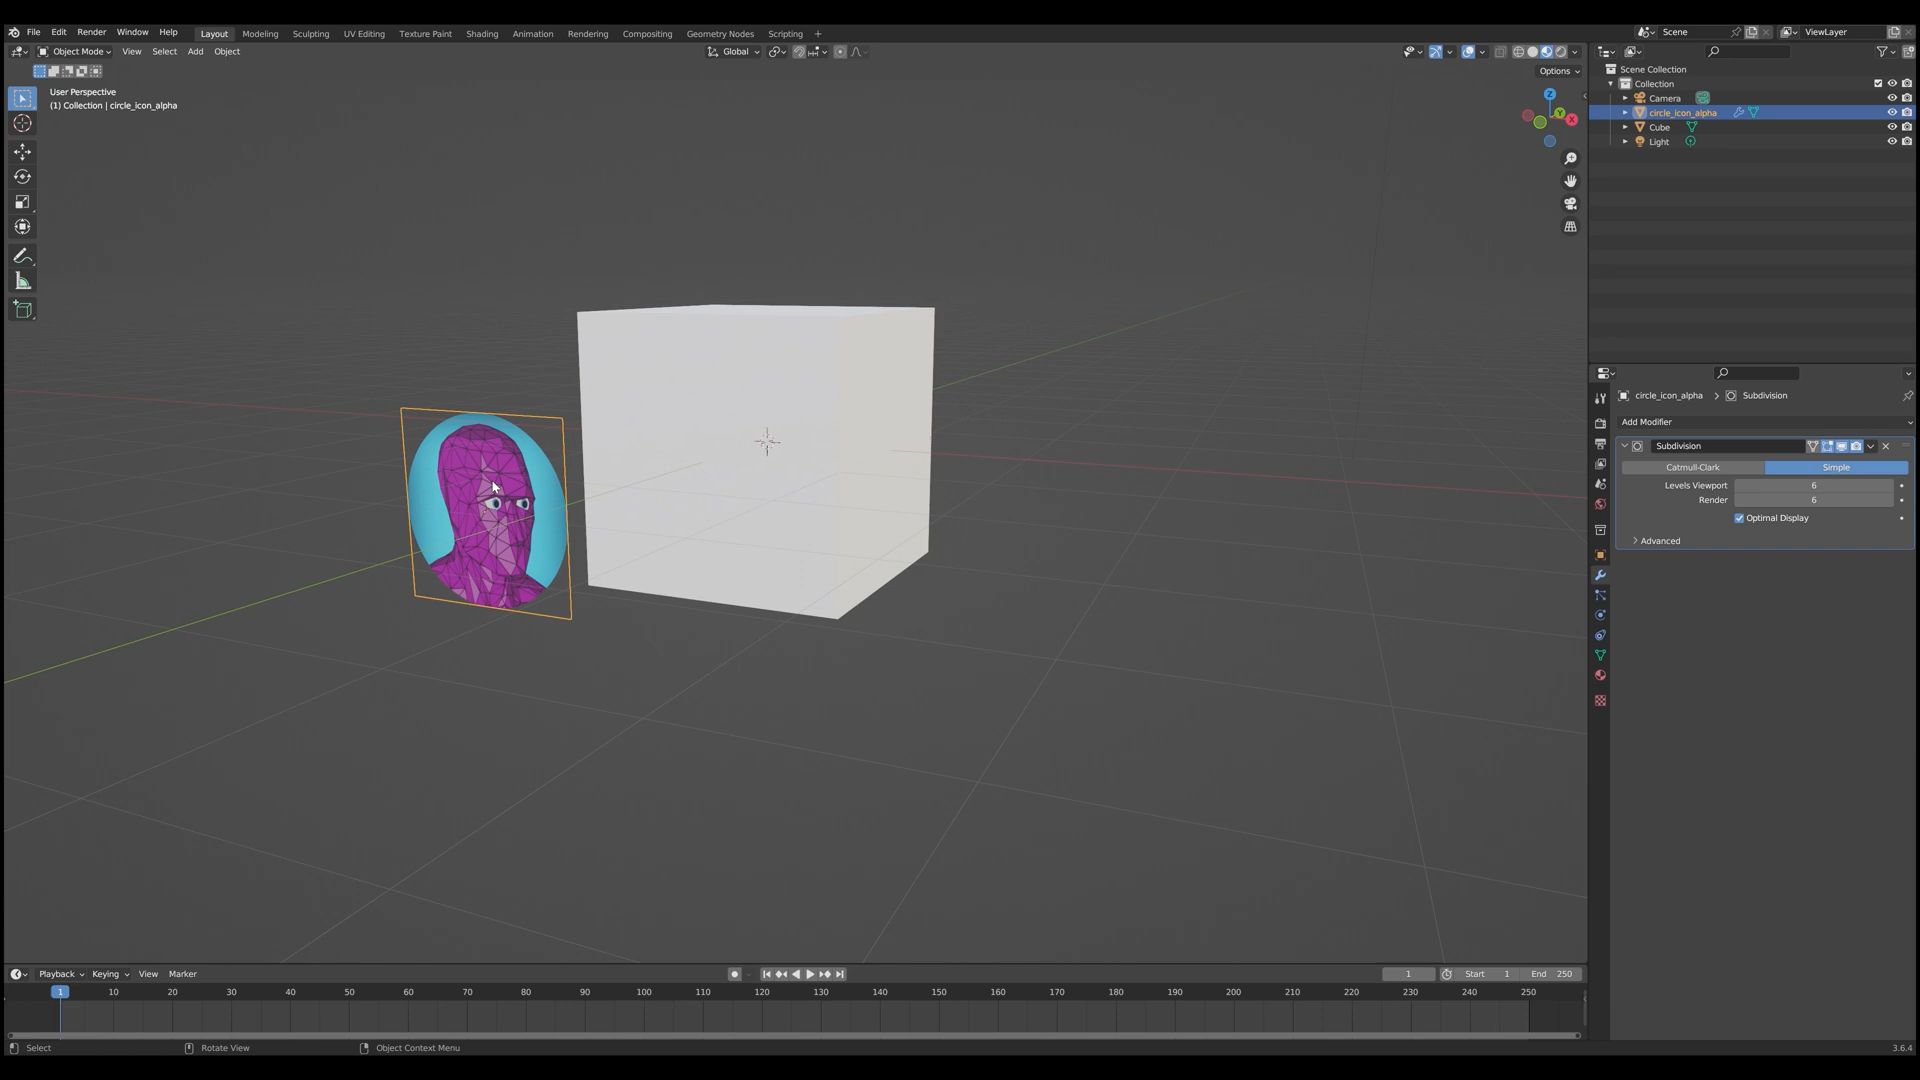 File Edit Render Window Help Layout Modeling Sculpting UV Editing Texture Paint Shading Animation Rendering Compositing Geometry Nodes Scripting + Scene ViewLayer
Object Mode View Select Add Object Global
Options
User Perspective
(1) Collection | circle_icon_alpha
Z
Y
X
Scene Collection
Collection
Camera
circle_icon_alpha
Cube
Light
circle_icon_alpha > Subdivision
Add Modifier
Subdivision
Catmull-Clark Simple
Levels Viewport 6
Render 6
Optimal Display
Advanced
Playback Keying View Marker 1 Start 1 End 250
1 10 20 30 40 50 60 70 80 90 100 110 120 130 140 150 160 170 180 190 200 210 220 230 240 250
Select Rotate View Object Context Menu 3.6.4